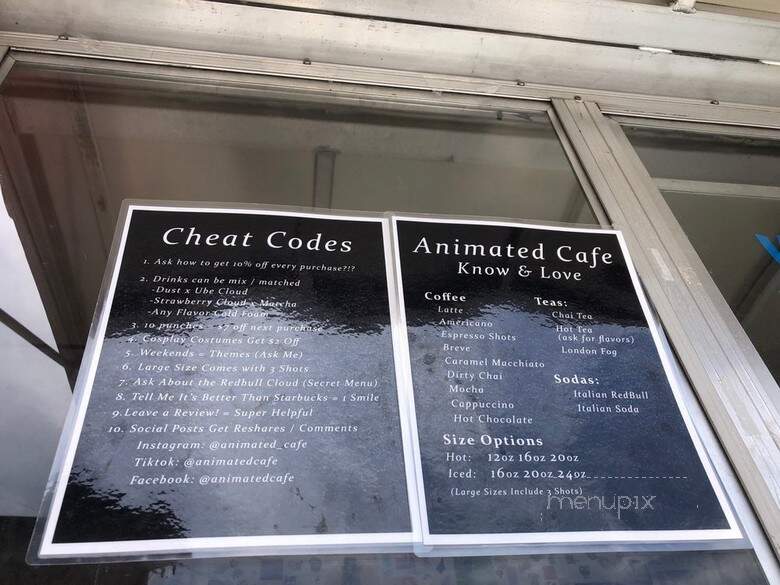 Cheat Codes
1. Ask how to get 10% off every purchase?!?
2. Drinks can be mix / matched
-Dust x Ube Cloud
-Strawberry Cloud x Matcha
-Any Flavor Cold Foam
3. 10 punches - $7 off next purchase
4. Cosplay Costumes Get $2 Off
5. Weekends = Themes (Ask Me)
6. Large Size Comes with 3 Shots
7. Ask About the Redbull Cloud (Secret Menu)
8. Tell Me It's Better Than Starbucks = 1 Smile
9.Leave a Review! = Super Helpful
10. Social Posts Get Reshares / Comments
Instagram: @animated_cafe
Tiktok: @animatedcafe
Facebook: @animatedcafe
Animated Cafe
Know & Love
Coffee
Latte
Americano
Espresso Shots
Breve
Caramel Macchiato
Dirty Chai
Mocha
Cappuccino
Hot Chocolate
Teas:
Chai Tea
Hot Tea
(ask for flavors)
London Fog
Sodas:
Italian RedBull
Italian Soda
Size Options
Hot: 12oz 16oz 20oz
Iced: 16oz 20oz 24oz
(Large Sizes Include 3 Shots)
menupix